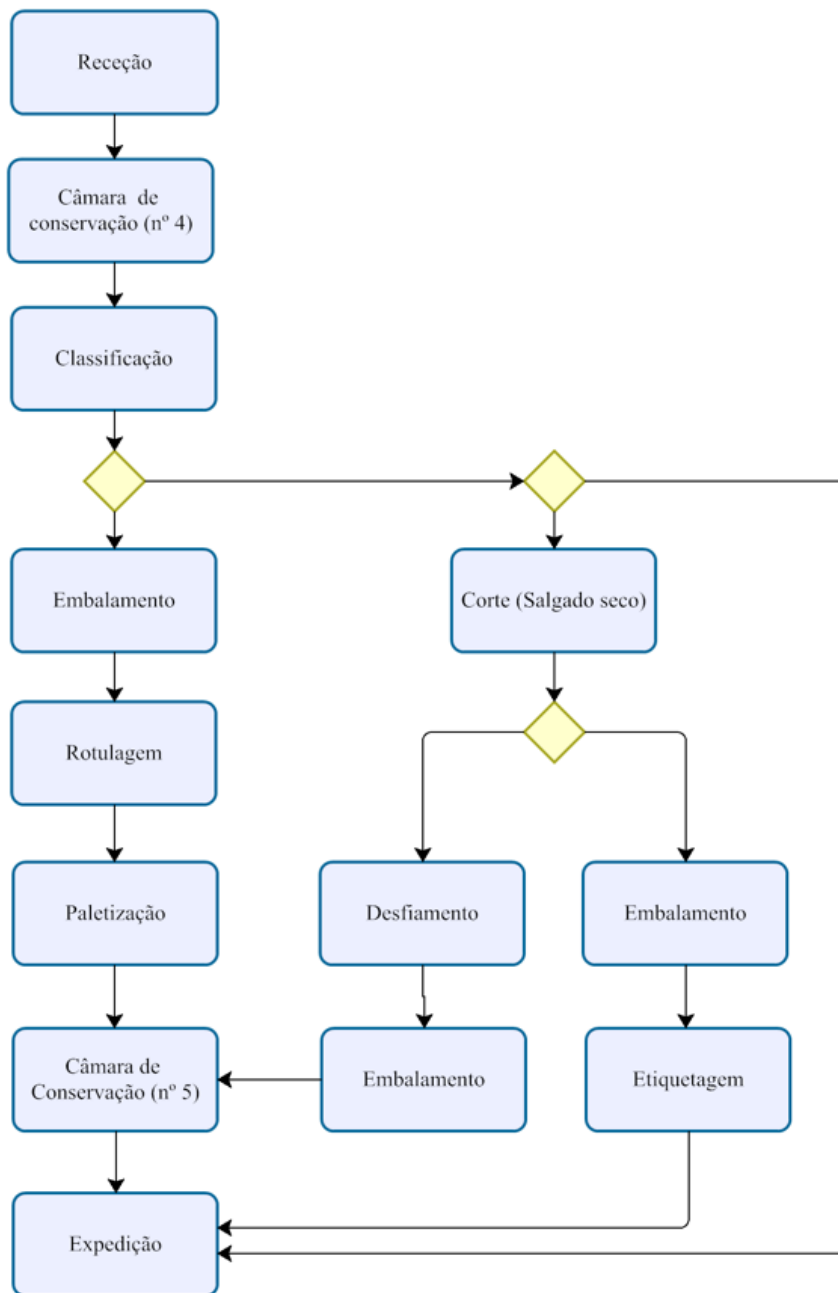 Receção
Câmara de
conservação (nº 4)
Classificação
Embalamento
Corte (Salgado seco)
Rotulagem
Paletização
Desfiamento
Embalamento
Câmara de
Conservação (nº 5)
Embalamento
Etiquetagem
Expedição